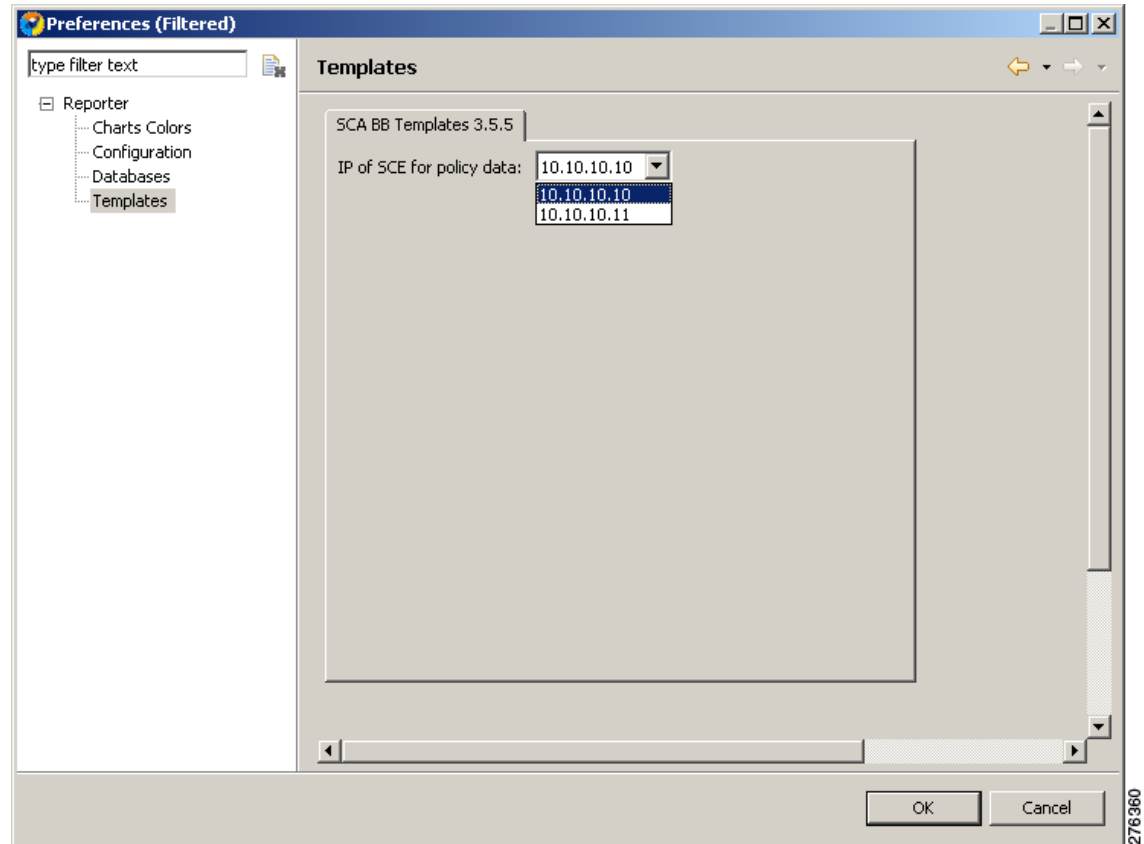 Preferences (Filtered)
type filter text
Templates
Reporter
Charts Colors
Configuration
Databases
Templates
SCA BB Templates 3.5.5
IP of SCE for policy data: 10.10.10.10
10.10.10.10
10.10.10.11
OK Cancel
276360